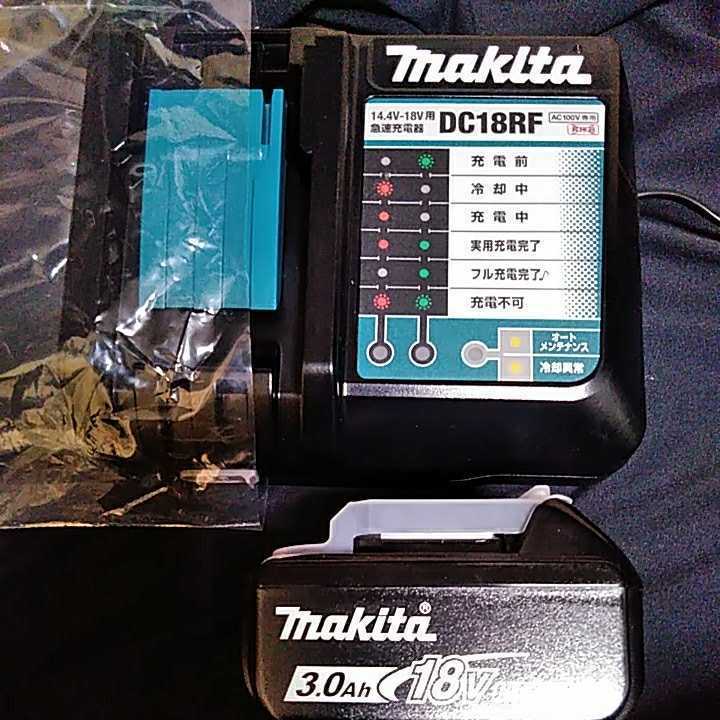 makita
14.4V-18V用
急速充電器
DC18RF
AC100V専用
充電前
冷却中
充電中
実用充電完了
フル充電完了♪
充電不可
オート
メンテナンス
冷却異常
makita®
3.0Ah 18V